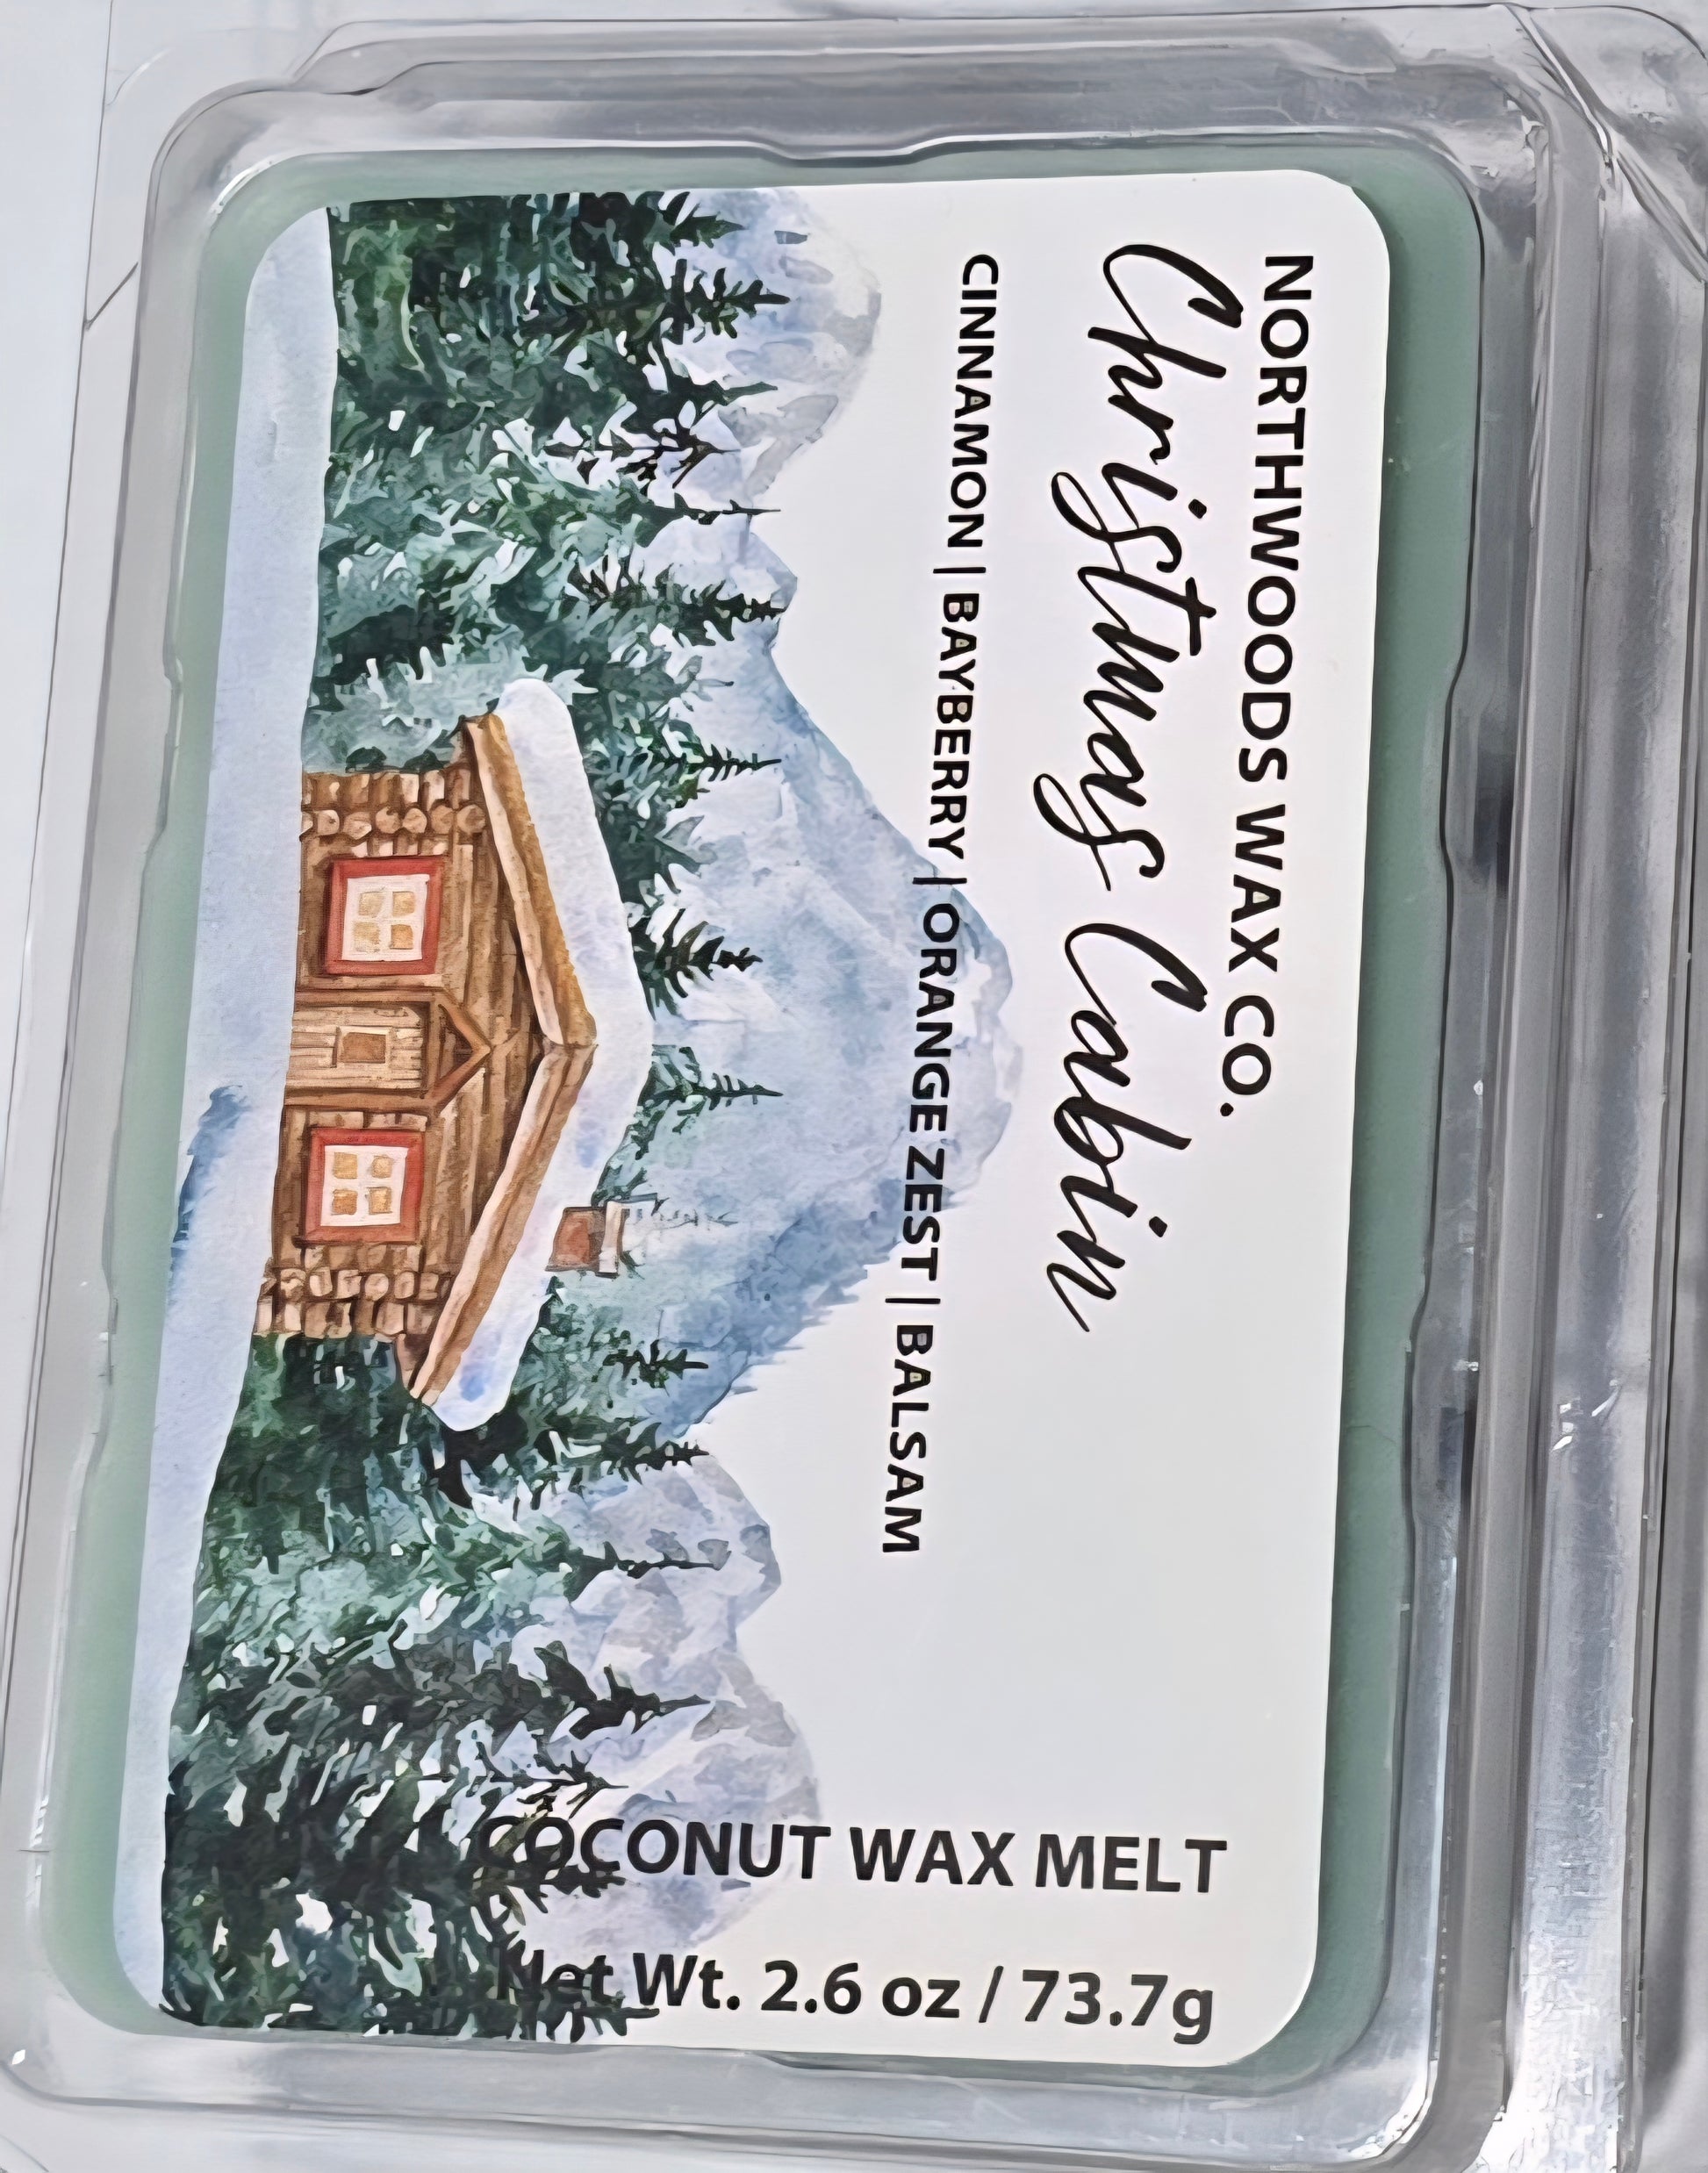 NORTHWOODS WAX CO.
Christmas Cabin
CINNAMON | BAYBERRY | ORANGE ZEST | BALSAM
COCONUT WAX MELT
Net Wt. 2.6 oz / 73.7g